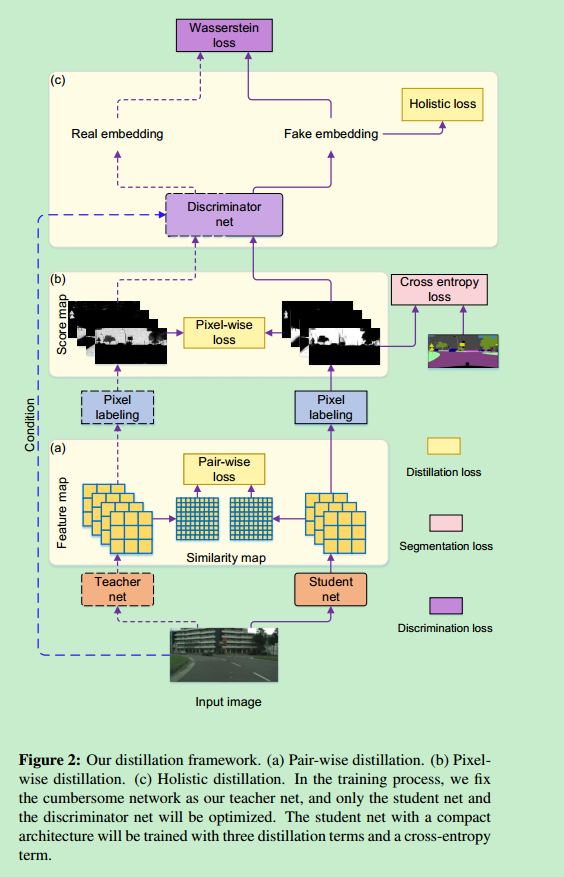 Wasserstein
loss
(c)
Holistic loss
Real embedding
Fake embedding
Discriminator
net
(b)
Score map
Cross entropy
loss
Pixel-wise
loss
Pixel
labeling
Pixel
labeling
Condition
(a)
Feature map
Pair-wise
loss
Similarity map
Distillation loss
Segmentation loss
Discrimination loss
Teacher
net
Student
net
Input image
Figure 2: Our distillation framework. (a) Pair-wise distillation. (b) Pixel-
wise distillation. (c) Holistic distillation. In the training process, we fix
the cumbersome network as our teacher net, and only the student net and
the discriminator net will be optimized. The student net with a compact
architecture will be trained with three distillation terms and a cross-entropy
term.